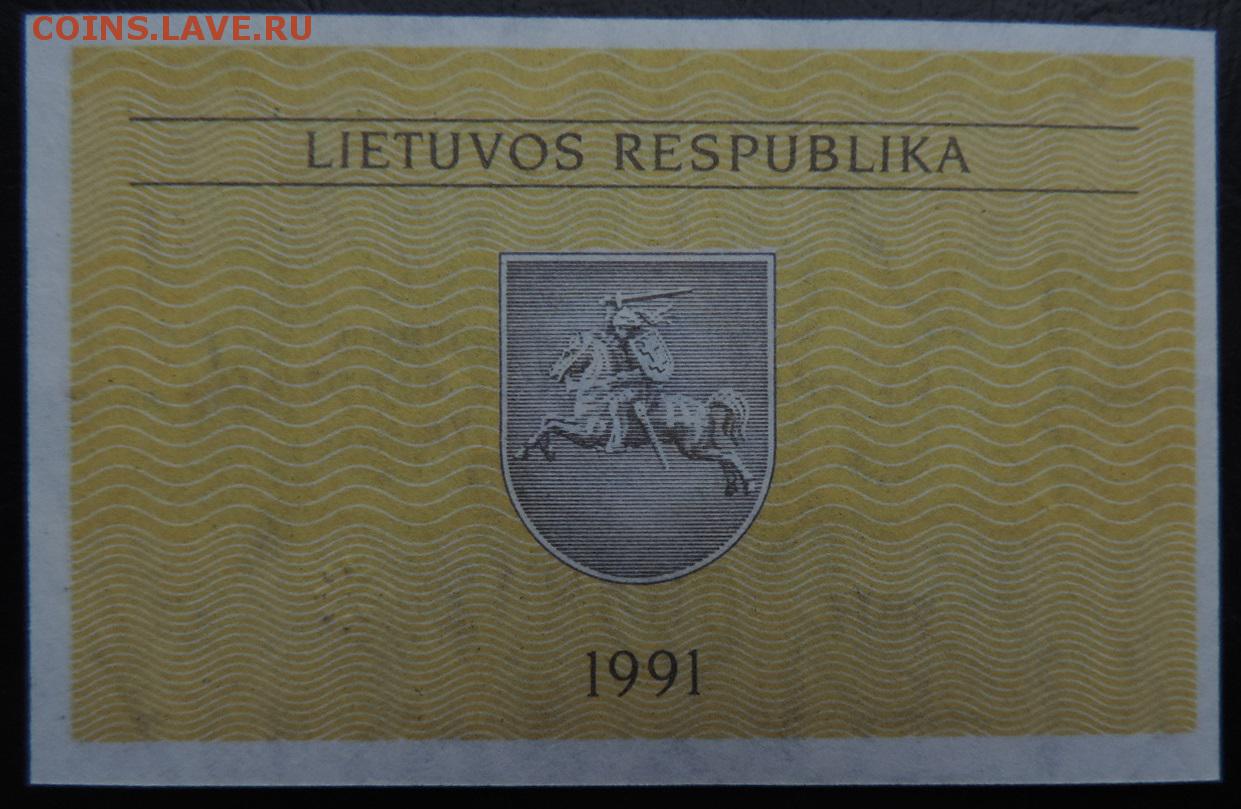 COINS.LAVE.RU
LIETUVOS RESPUBLIKA
1991